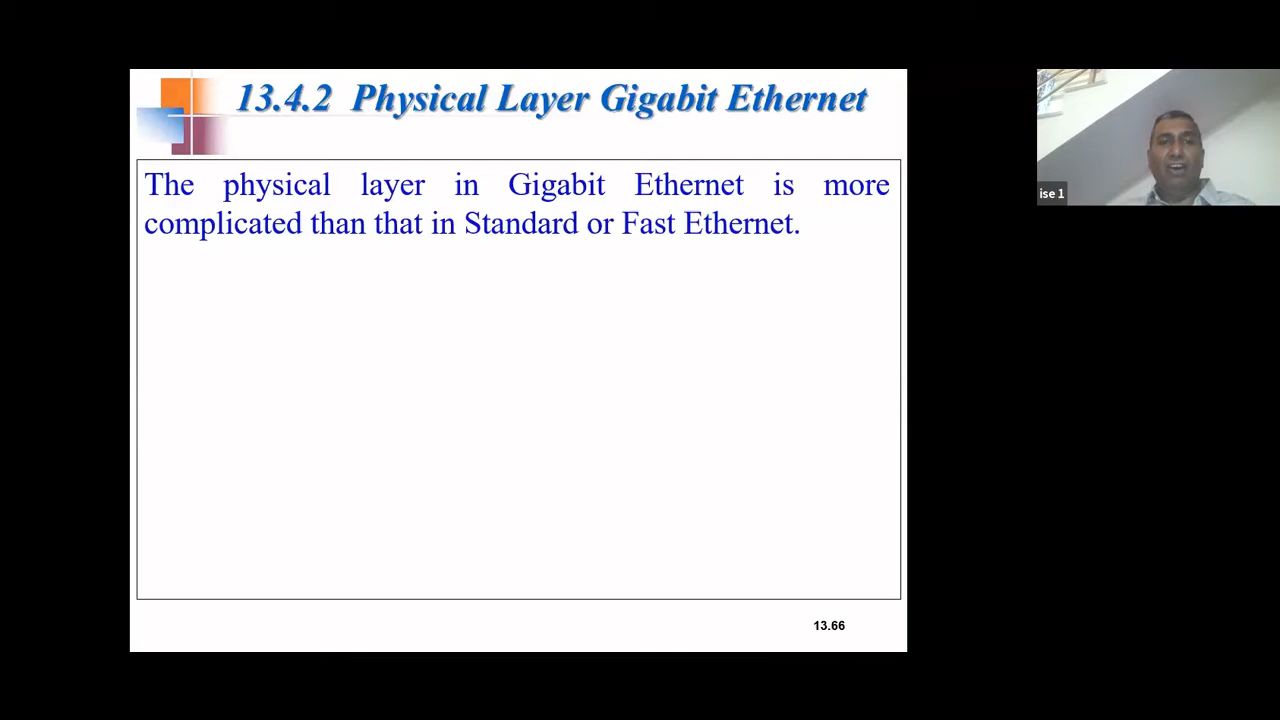 13.4.2 Physical Layer Gigabit Ethernet
The physical layer in Gigabit Ethernet is more
complicated than that in Standard or Fast Ethernet.
13.66
ise 1